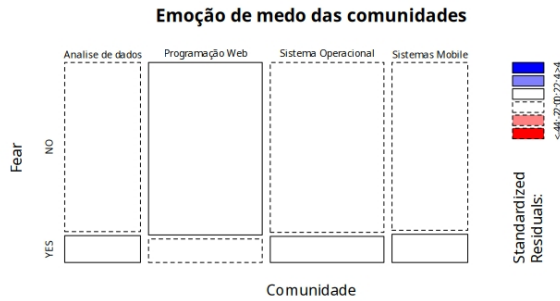 Emoção de medo das comunidades
Analise de dados
Programação Web
Sistema Operacional
Sistemas Mobile
Fear
NO
YES
Comunidade
Standardized
Residuals: